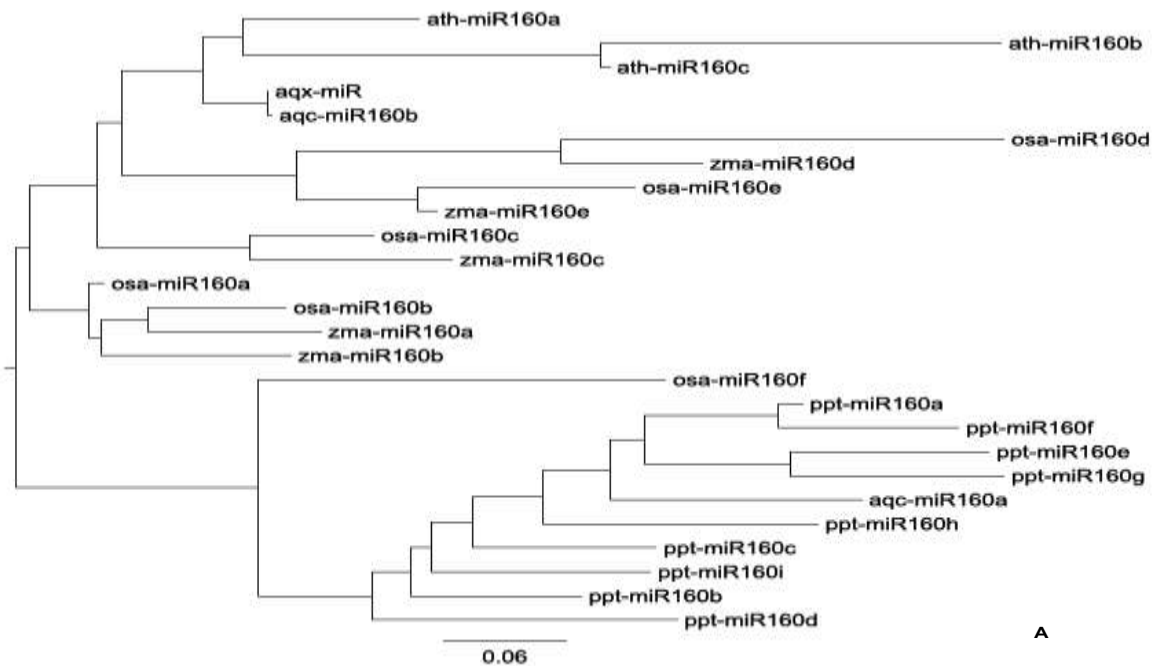 ath-miR160a
ath-miR160b
ath-miR160c
aqx-miR
aqc-miR160b
osa-miR160d
zma-miR160d
osa-miR160e
zma-miR160e
osa-miR160c
zma-miR160c
osa-miR160a
osa-miR160b
zma-miR160a
zma-miR160b
osa-miR160f
ppt-miR160a
ppt-miR160f
ppt-miR160e
ppt-miR160g
aqc-miR160a
ppt-miR160h
ppt-miR160c
ppt-miR160i
ppt-miR160b
ppt-miR160d
A
0.06